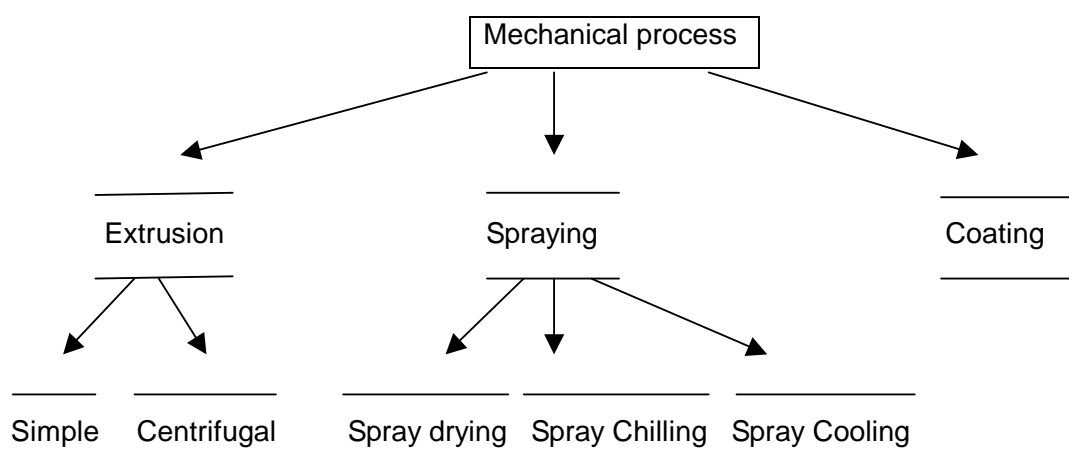 Mechanical process
Extrusion Spraying Coating
Simple Centrifugal Spray drying Spray Chilling Spray Cooling